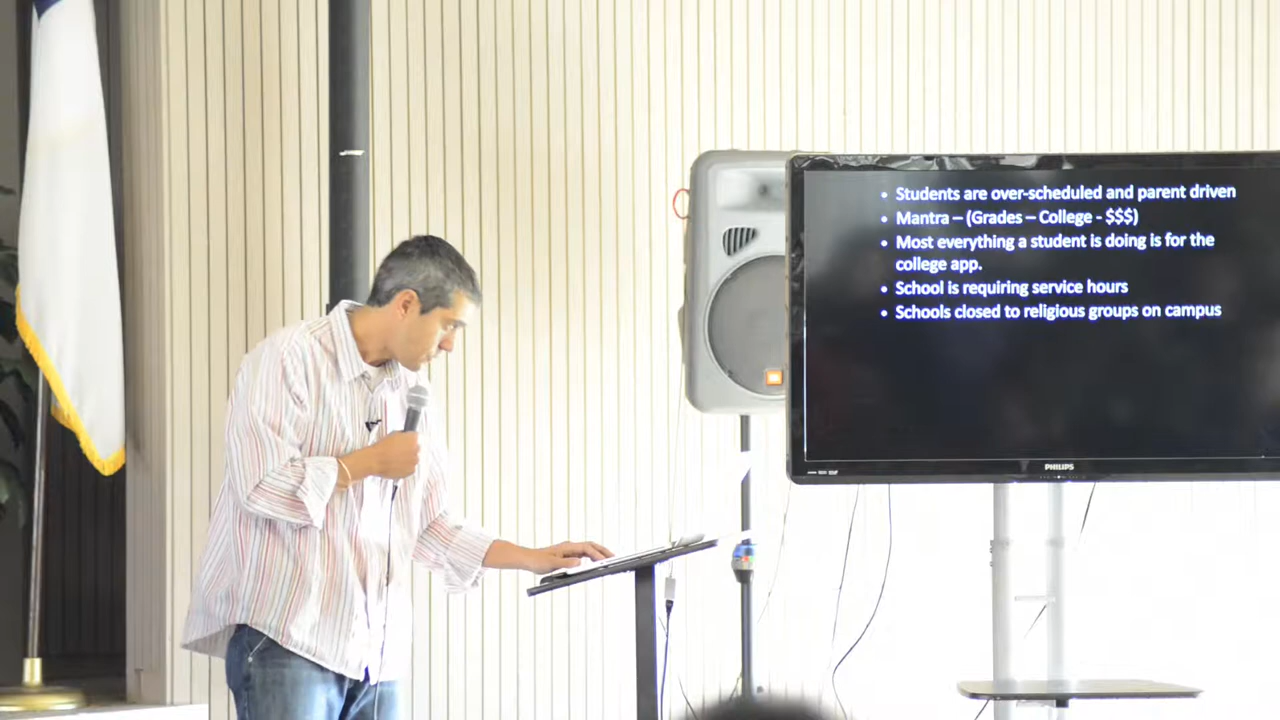 • Students are over-scheduled and parent driven
• Mantra – (Grades – College - $$$)
• Most everything a student is doing is for the
college app.
• School is requiring service hours
• Schools closed to religious groups on campus
PHILIPS